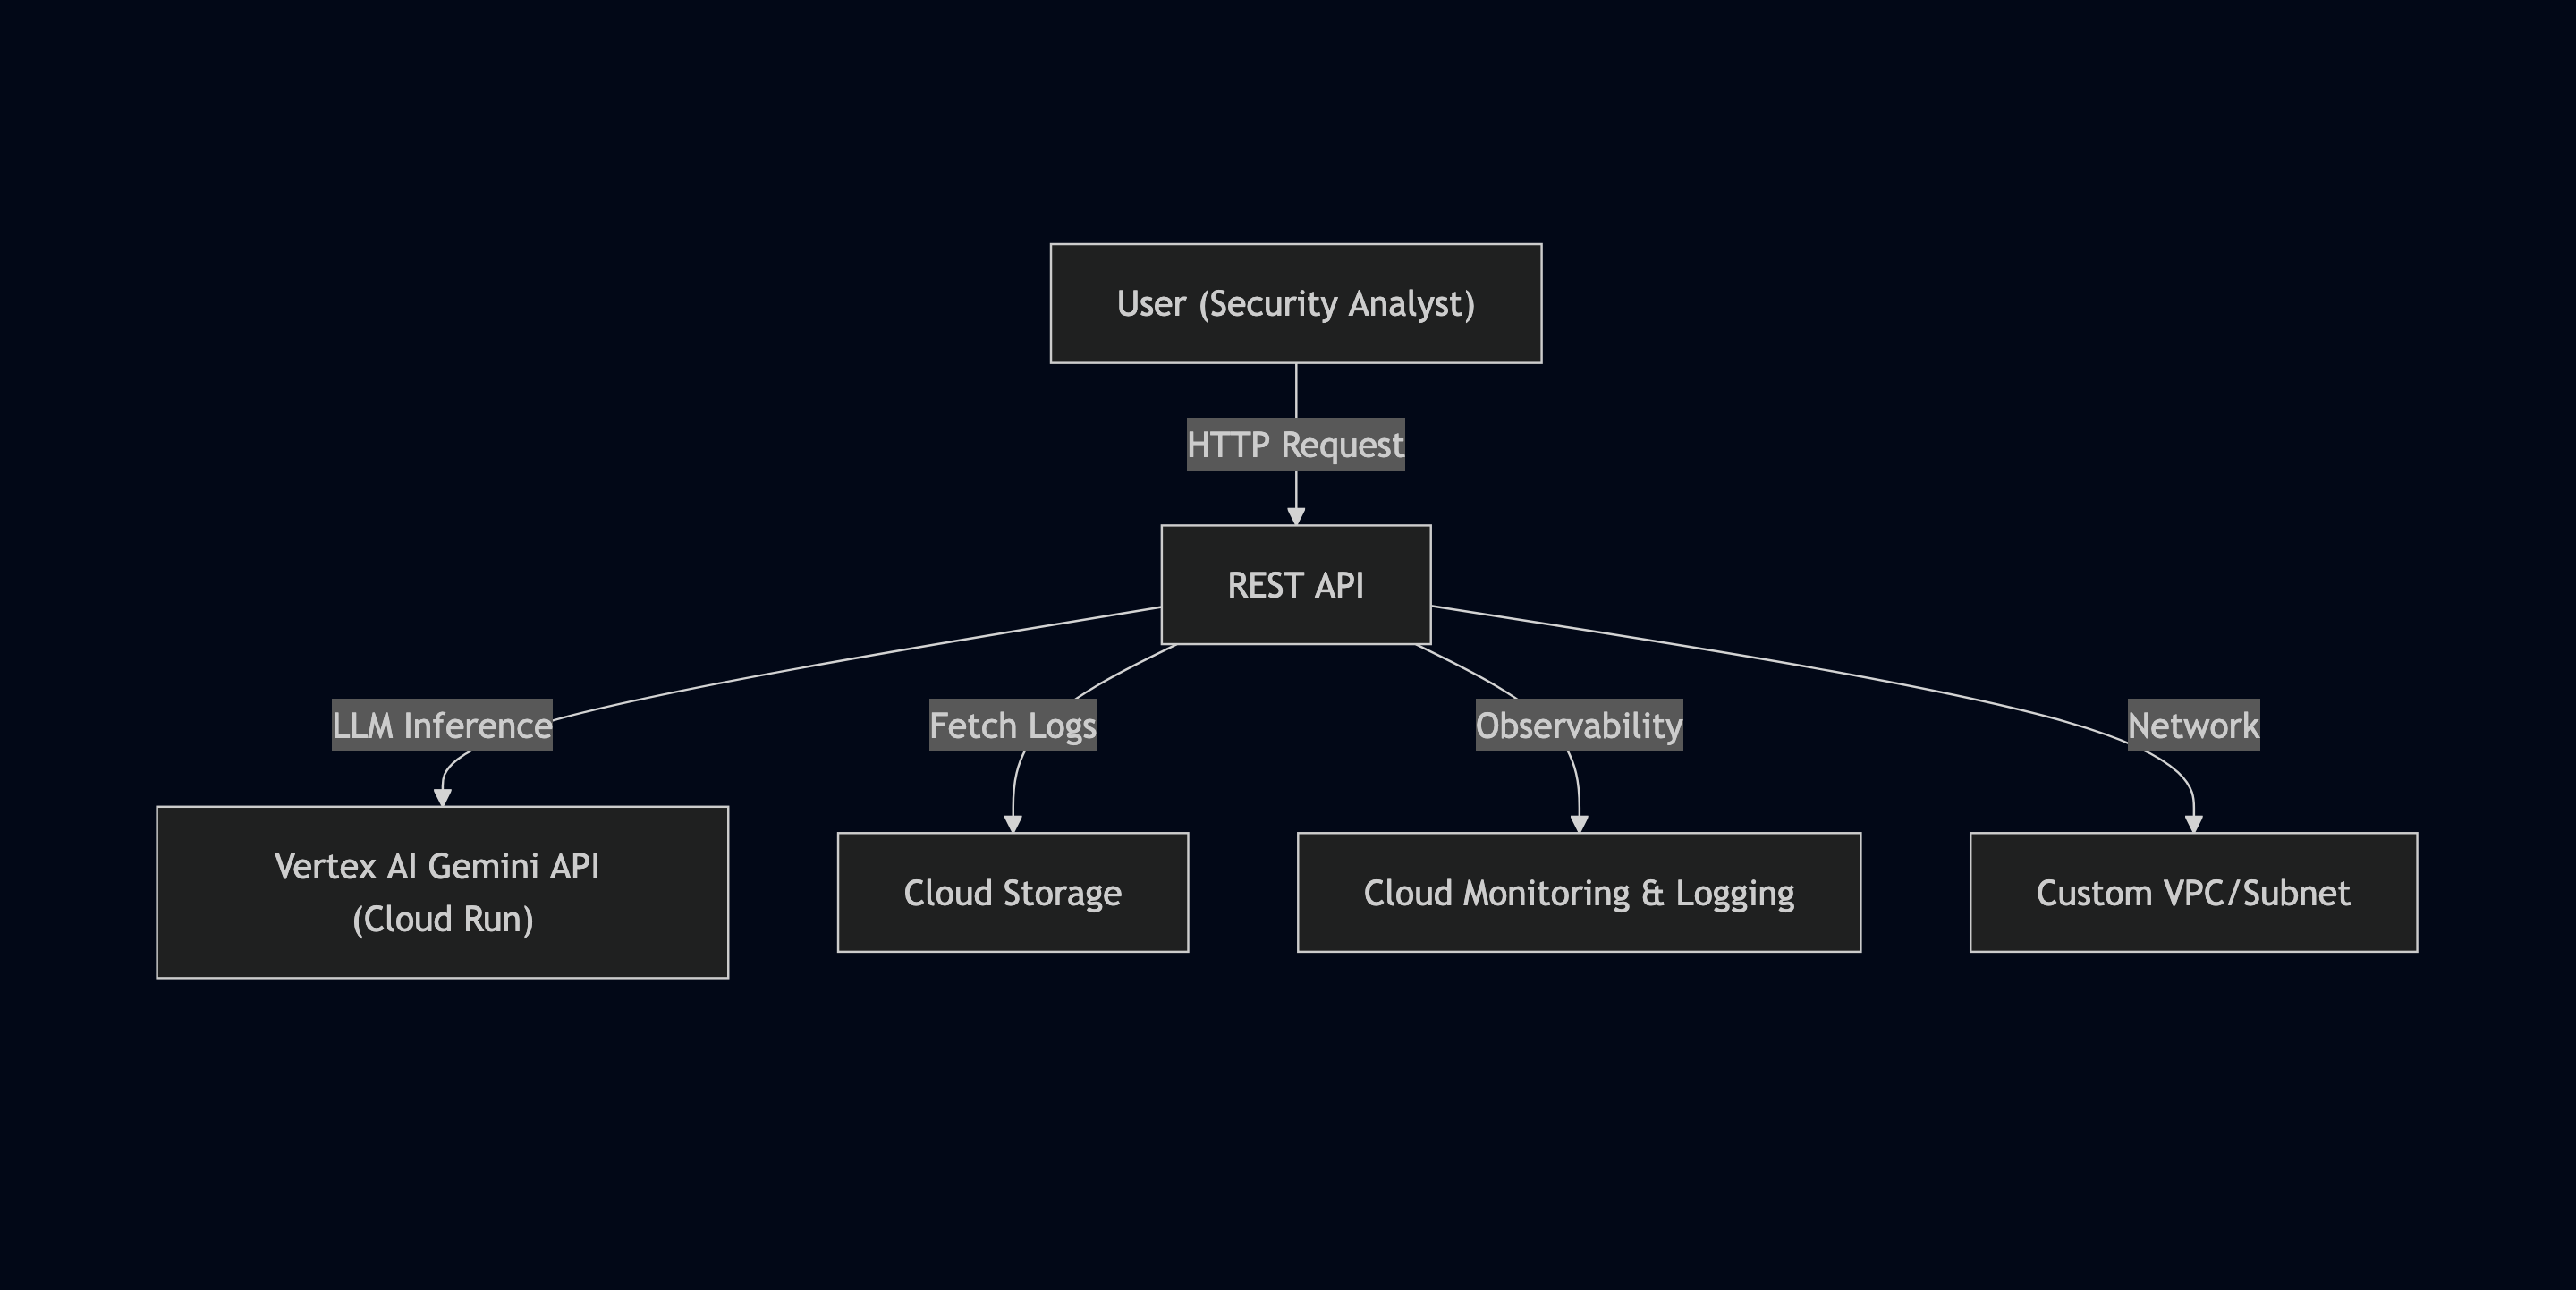 User (Security Analyst)
HTTP Request
REST API
LLM Inference
Fetch Logs
Observability
Network
Vertex AI Gemini API
(Cloud Run)
Cloud Storage
Cloud Monitoring & Logging
Custom VPC/Subnet